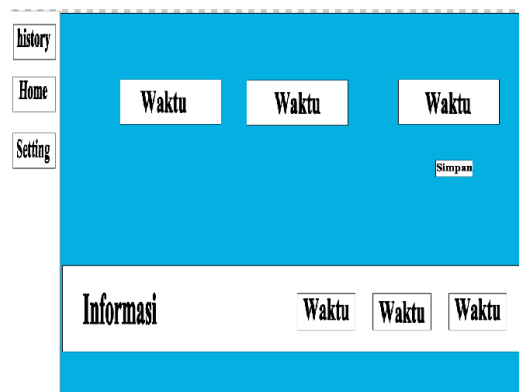 history
Home
Setting
Waktu
Waktu
Waktu
Simpan
Informasi
Waktu
Waktu
Waktu